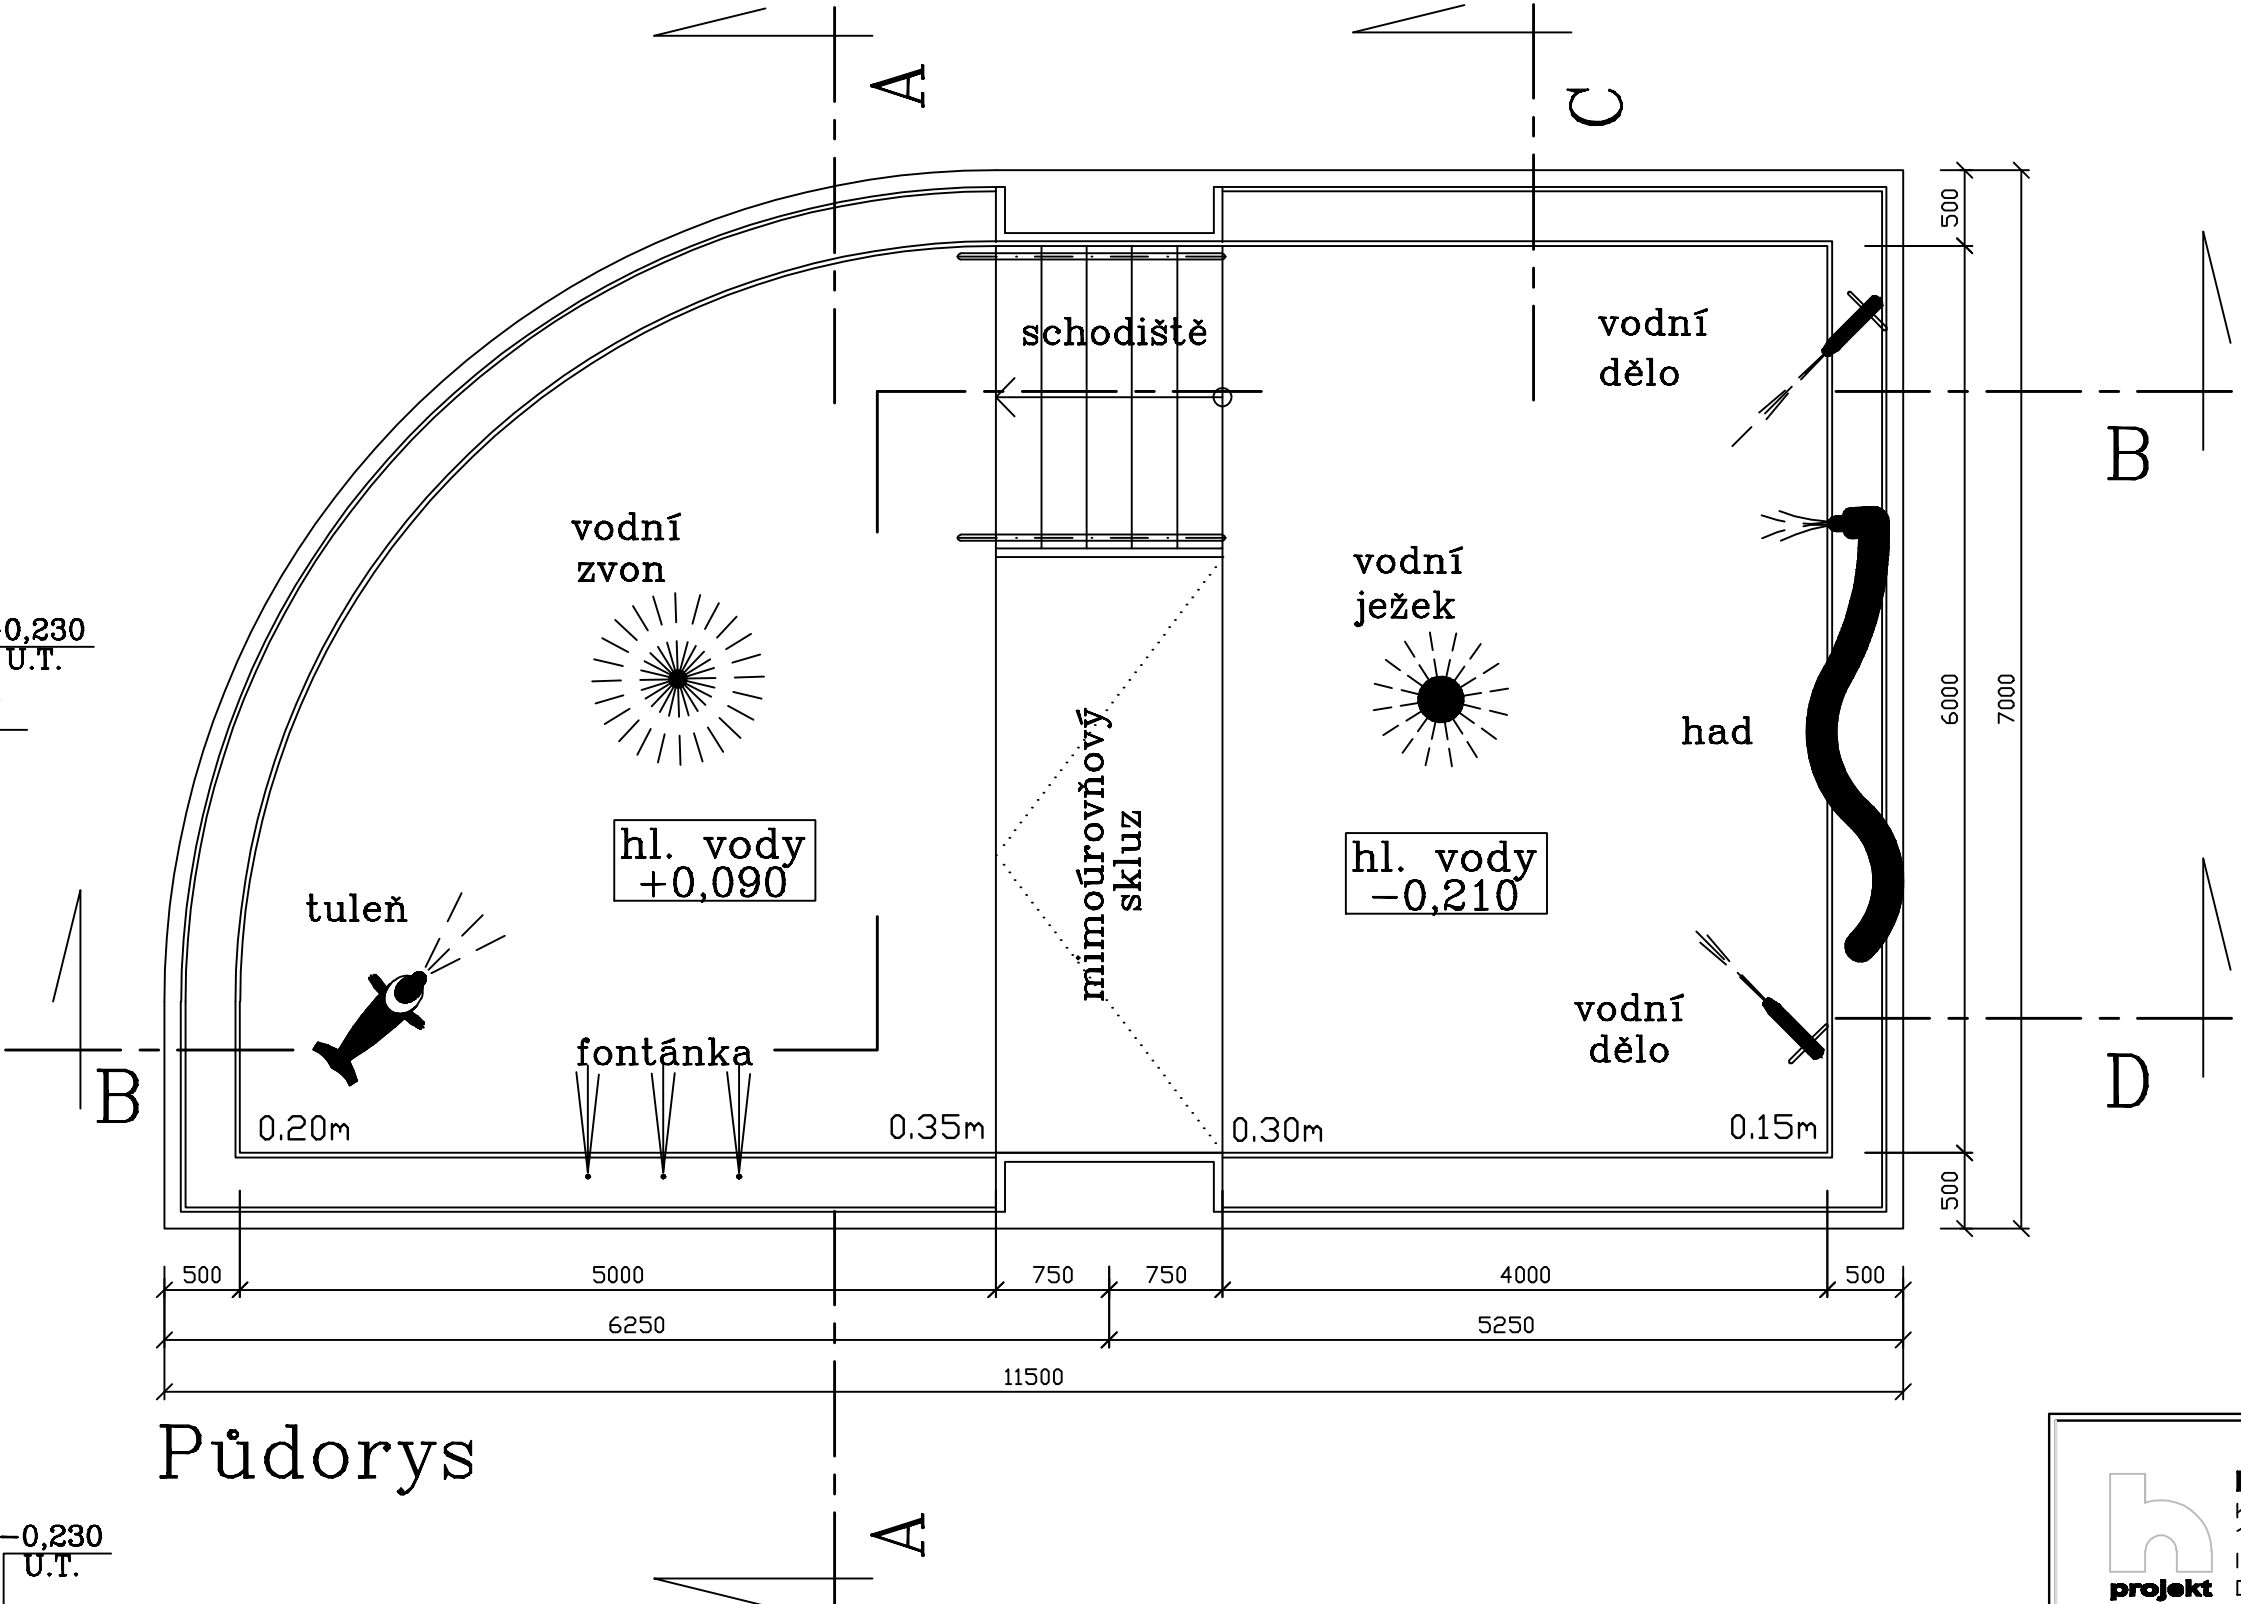 A
C
500
schodiště
vodní
dělo
B
vodní
zvon
vodní
ježek
-0,230
U.T.
6000
7000
mimoúrovňový
skluz
had
hl. vody
+0,090
hl. vody
-0,210
tuleň
vodní
dělo
fontánka
B
D
0.20m
0.35m
0.30m
0.15m
500
500
5000
750
750
4000
500
6250
5250
11500
Půdorys
A
-0,230
U.T.
projekt